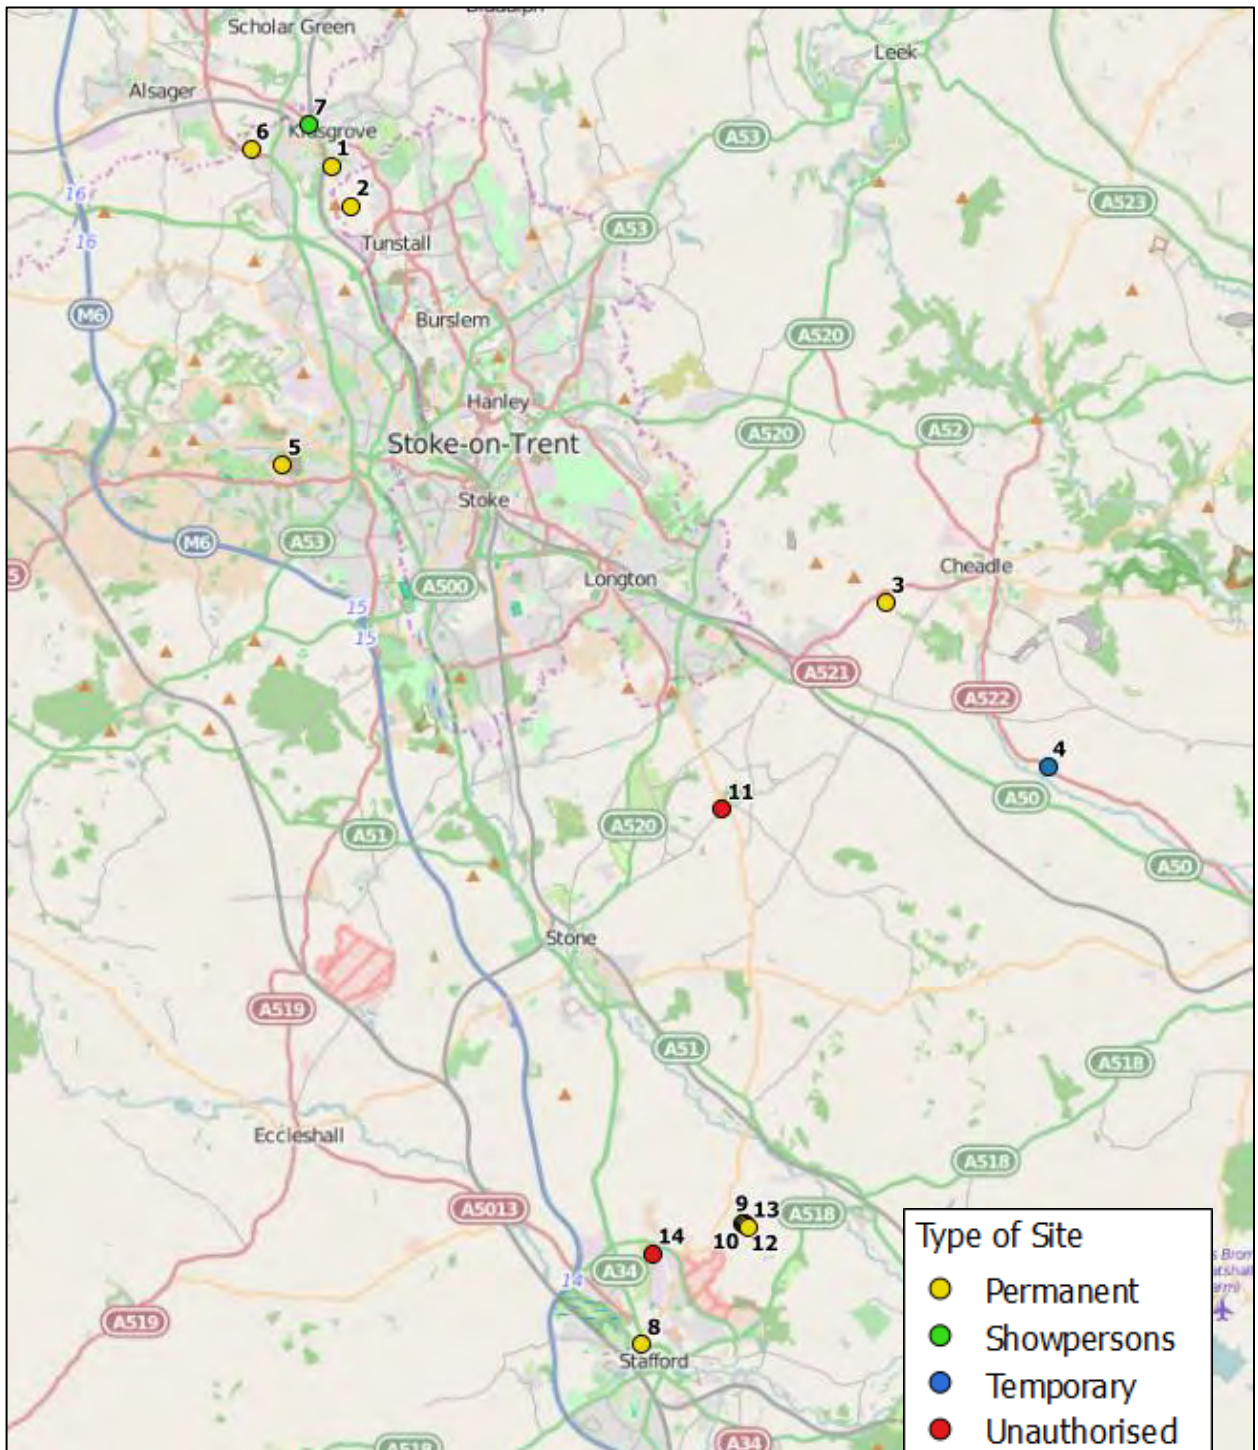 Scholar Green
Leek
Alsager
7
Kidsgrove
6
1
A53
2
16
A523
16
A53
Tunstall
M6
Burslem
A520
Hanley
A520
A52
Stoke-on-Trent
5
Stoke
M6
A53
Cheadle
Longton
A500
3
15
15
A521
A522
4
11
A50
A520
A51
A50
Stone
A519
A51
A518
Eccleshall
A518
A5013
9
13
A518
10
12
14
A34
14
A519
8
Stafford
A34
Type of Site
Permanent
Showpersons
Temporary
Unauthorised